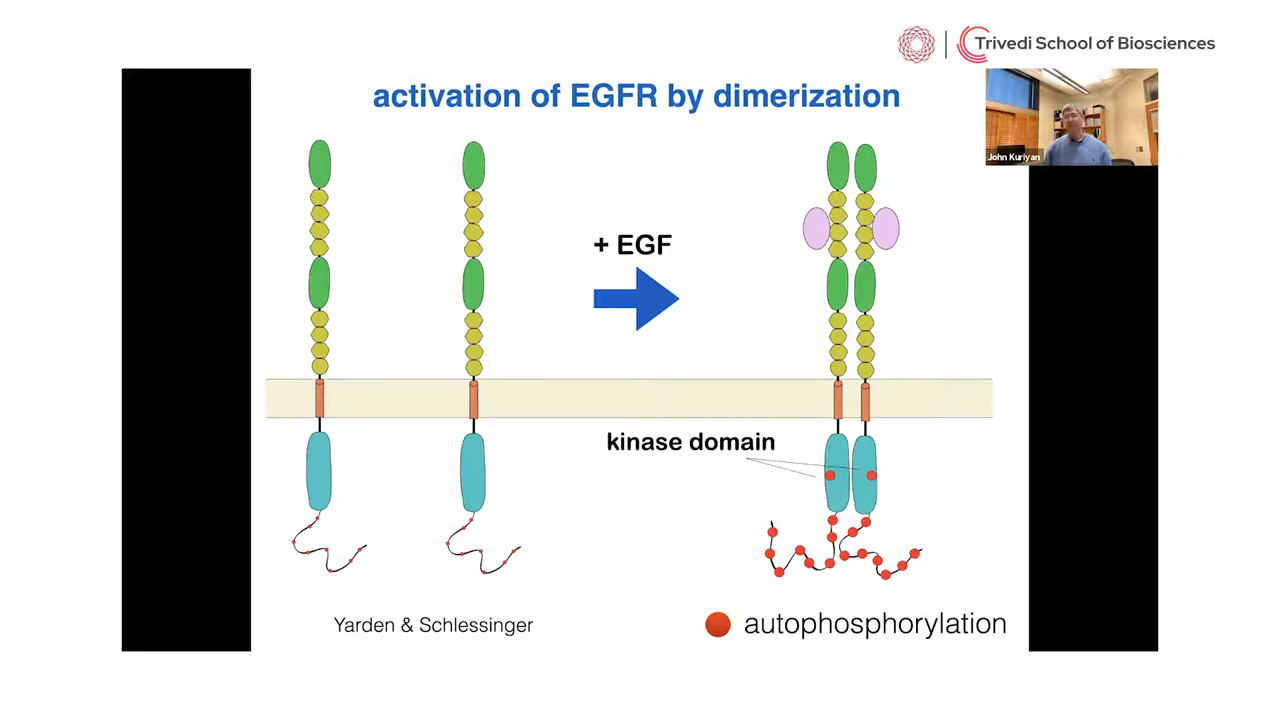 Trivedi School of Biosciences
activation of EGFR by dimerization
John Kuriyan
+ EGF
kinase domain
Yarden & Schlessinger
autophosphorylation